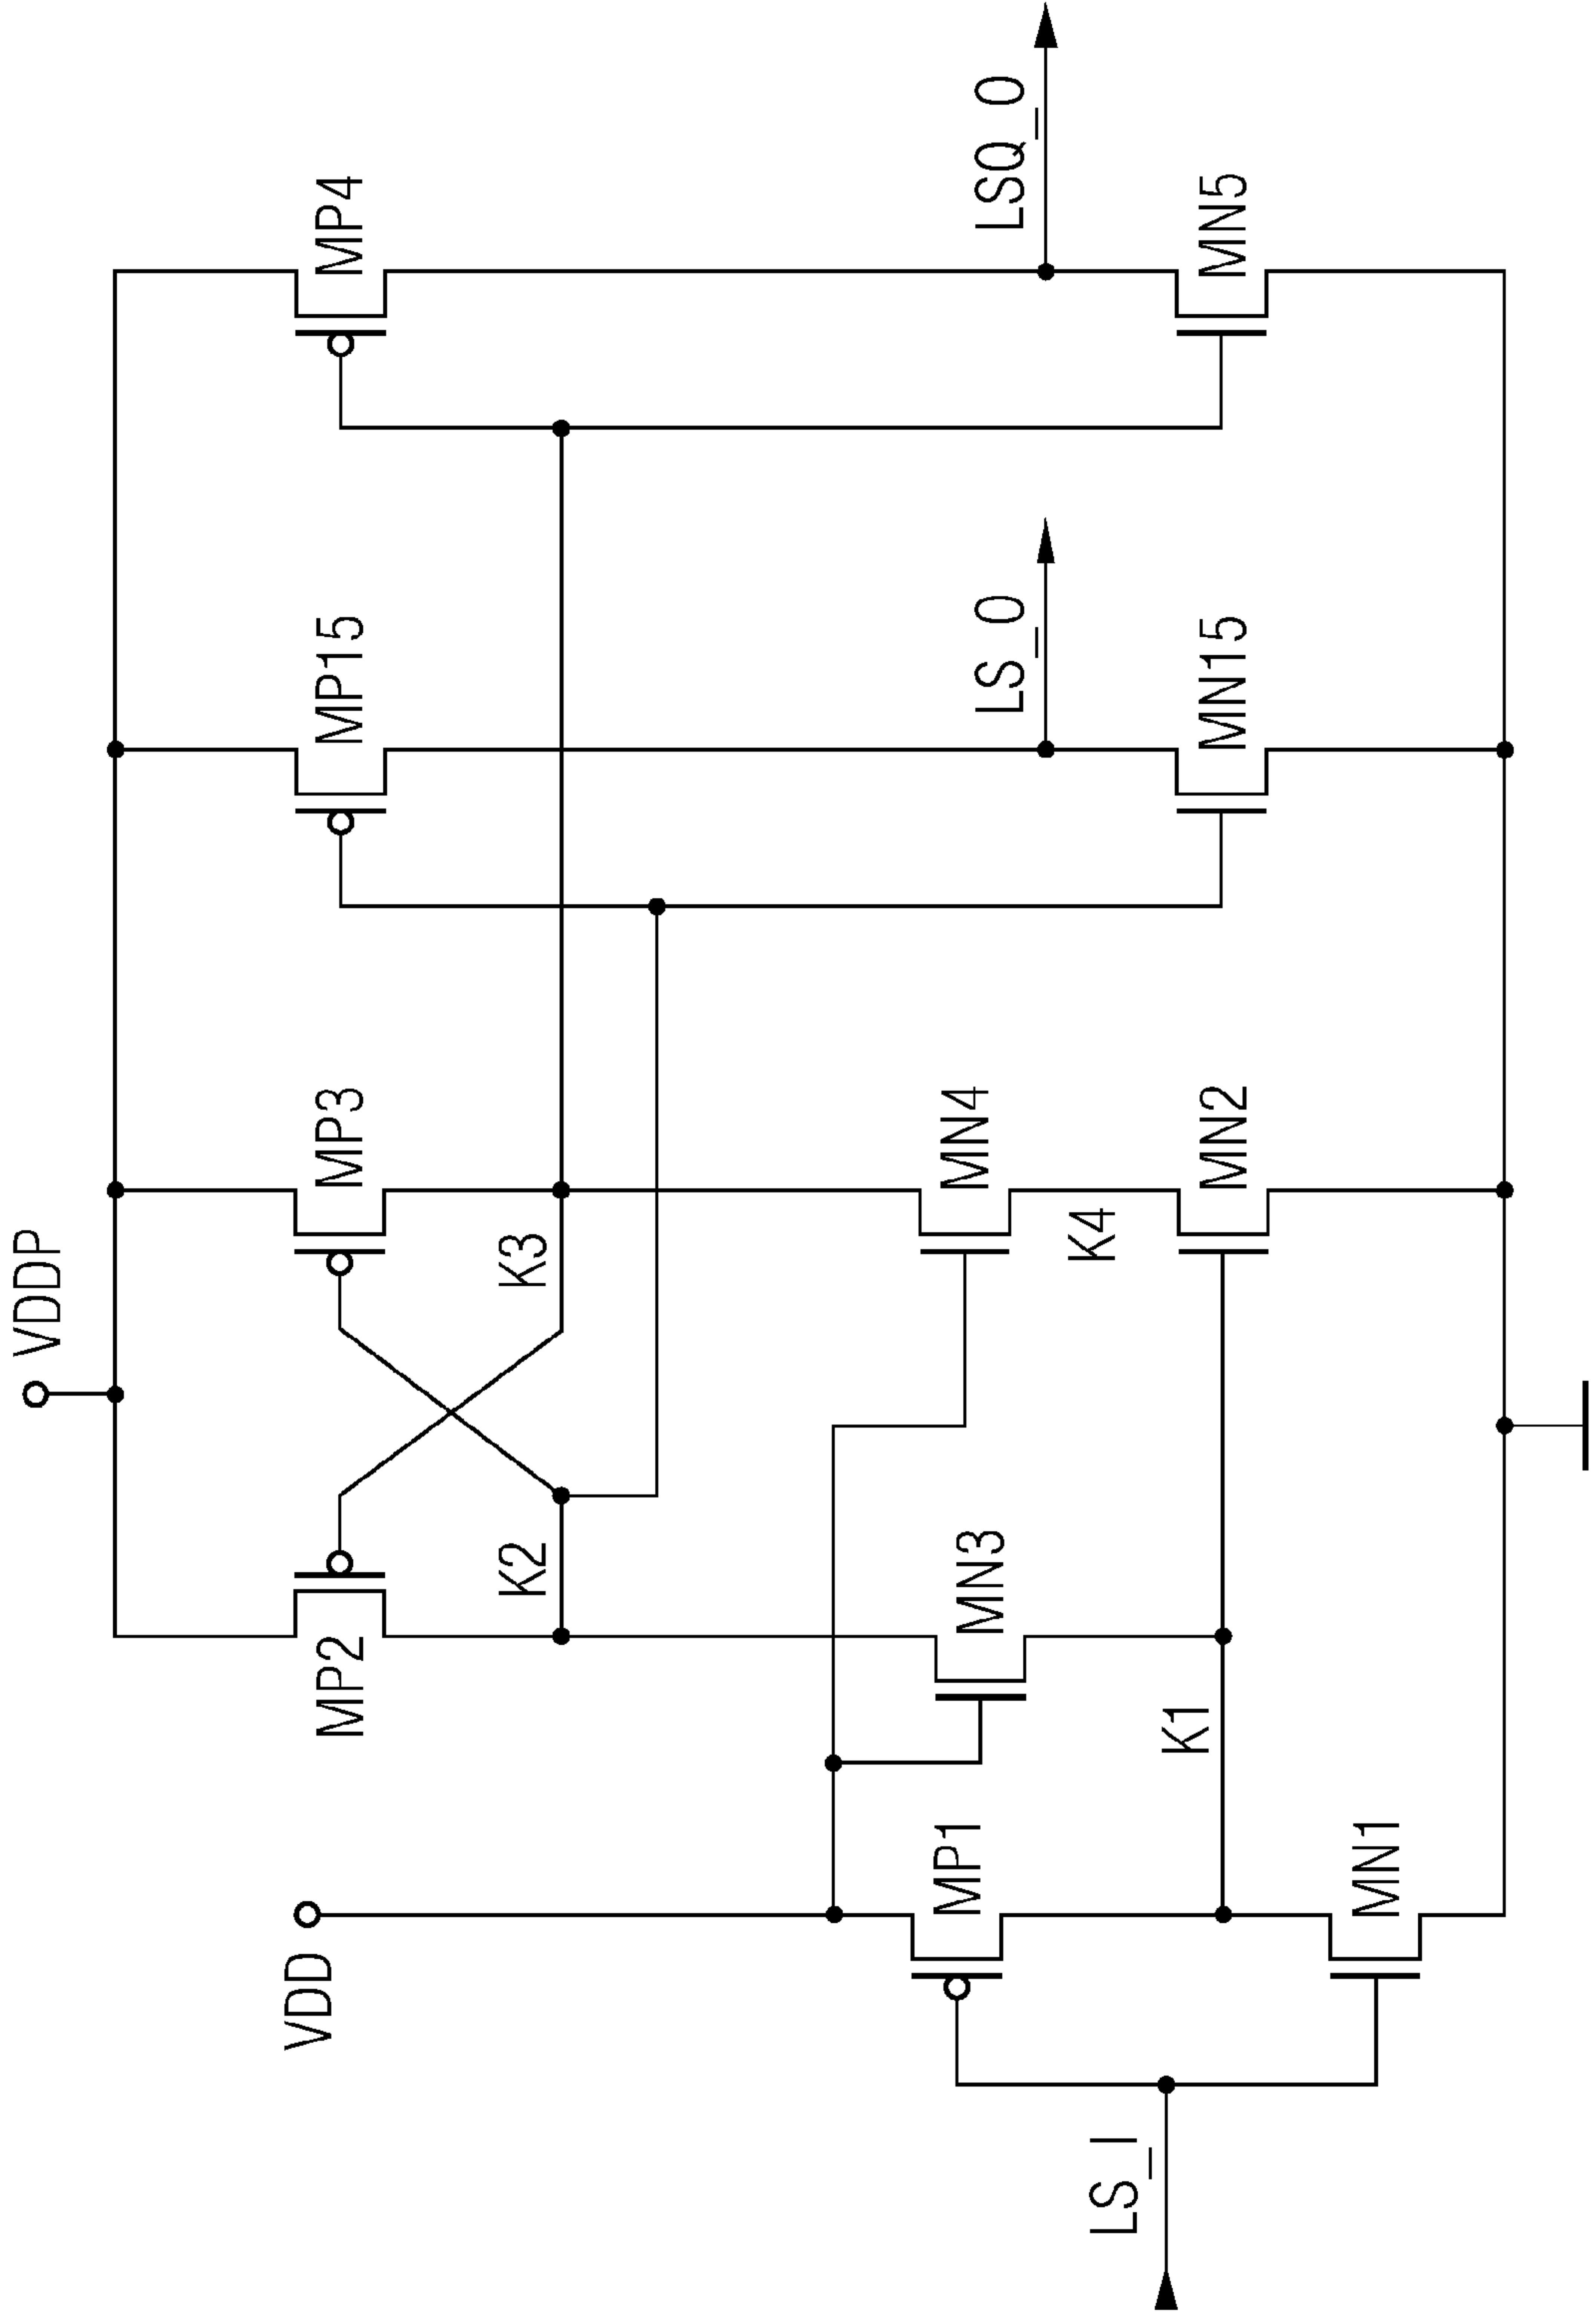 VDDP
VDD
MP2
MP3
MP15
MP4
K2
K3
MP1
MN3
MN4
LS_O
LSQ_O
K4
LS_I
K1
MN1
MN2
MN15
MN5